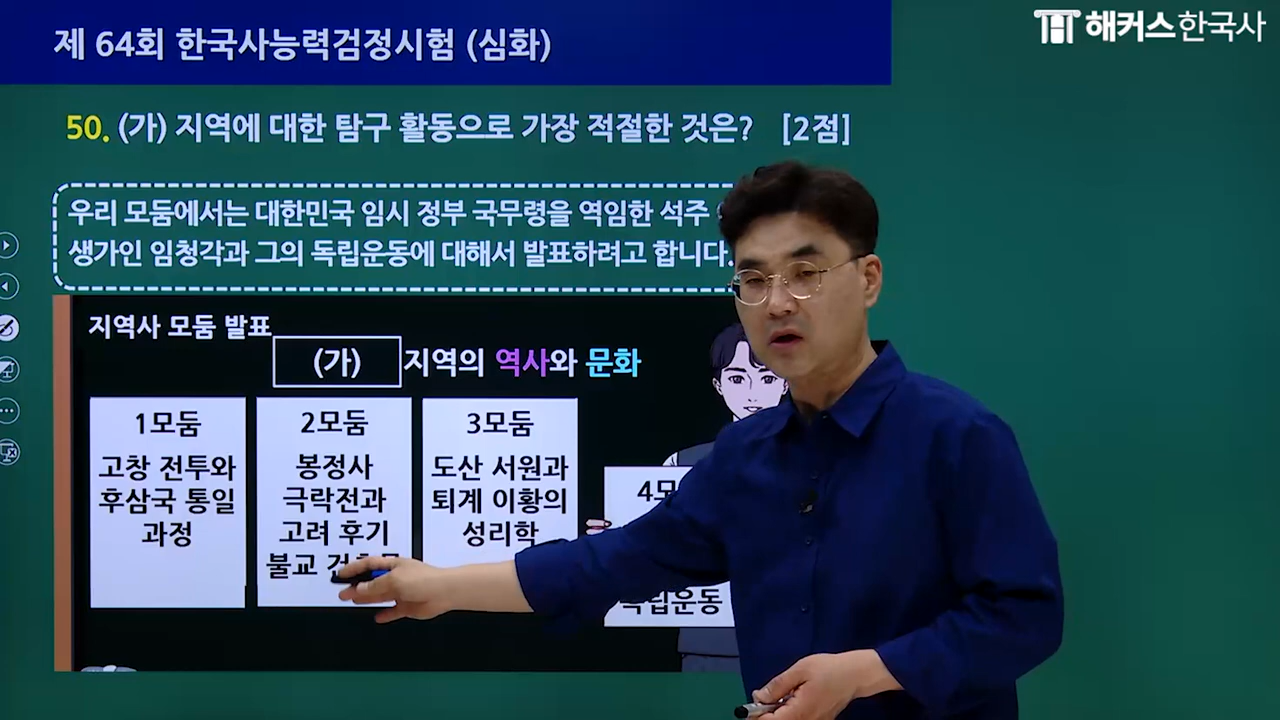 제 64회 한국사능력검정시험 (심화)
해커스한국사
50. (가) 지역에 대한 탐구 활동으로 가장 적절한 것은? [2점]
우리 모둠에서는 대한민국 임시 정부 국무령을 역임한 석주
생가인 임청각과 그의 독립운동에 대해서 발표하려고 합니다.
지역사 모둠 발표
(가) 지역의 역사와 문화
1모둠
고창 전투와
후삼국 통일
과정
2모둠
봉정사
극락전과
고려 후기
불교
3모둠
도산 서원과
퇴계 이황의
성리학
독립운동